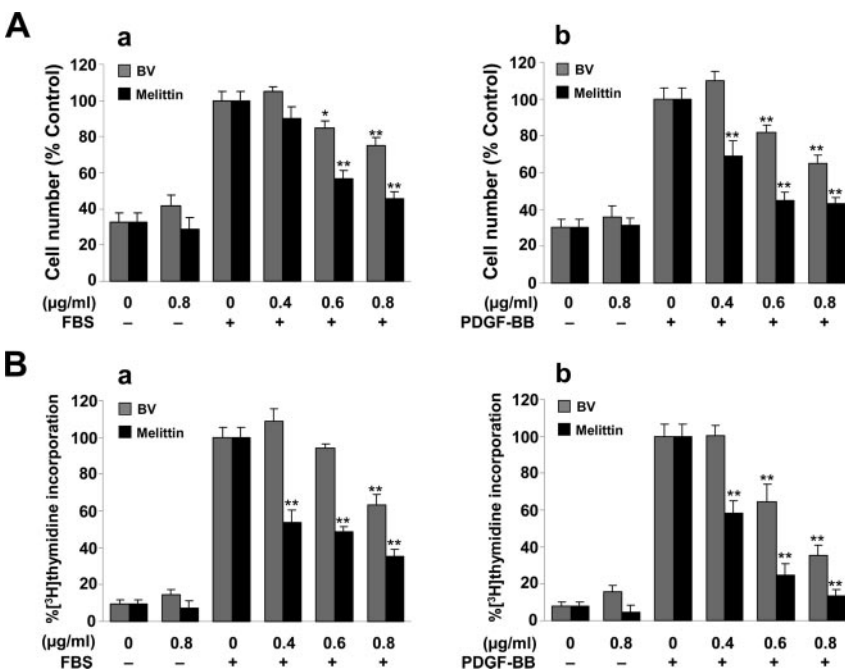 A
a
Cell number (% Control)
120
100
80
60
40
20
0
BV
Melittin
*
**
**
**
(μg/ml) 0 0.8 0 0.4 0.6 0.8
FBS – – + + + +
b
Cell number (% Control)
120
100
80
60
40
20
0
BV
Melittin
**
**
**
**
**
(μg/ml) 0 0.8 0 0.4 0.6 0.8
PDGF-BB – – + + + +
B
a
%[³H]thymidine incorporation
120
100
80
60
40
20
0
BV
Melittin
**
**
**
**
(μg/ml) 0 0.8 0 0.4 0.6 0.8
FBS – – + + + +
b
%[³H]thymidine incorporation
120
100
80
60
40
20
0
BV
Melittin
**
**
**
**
**
(μg/ml) 0 0.8 0 0.4 0.6 0.8
PDGF-BB – – + + + +